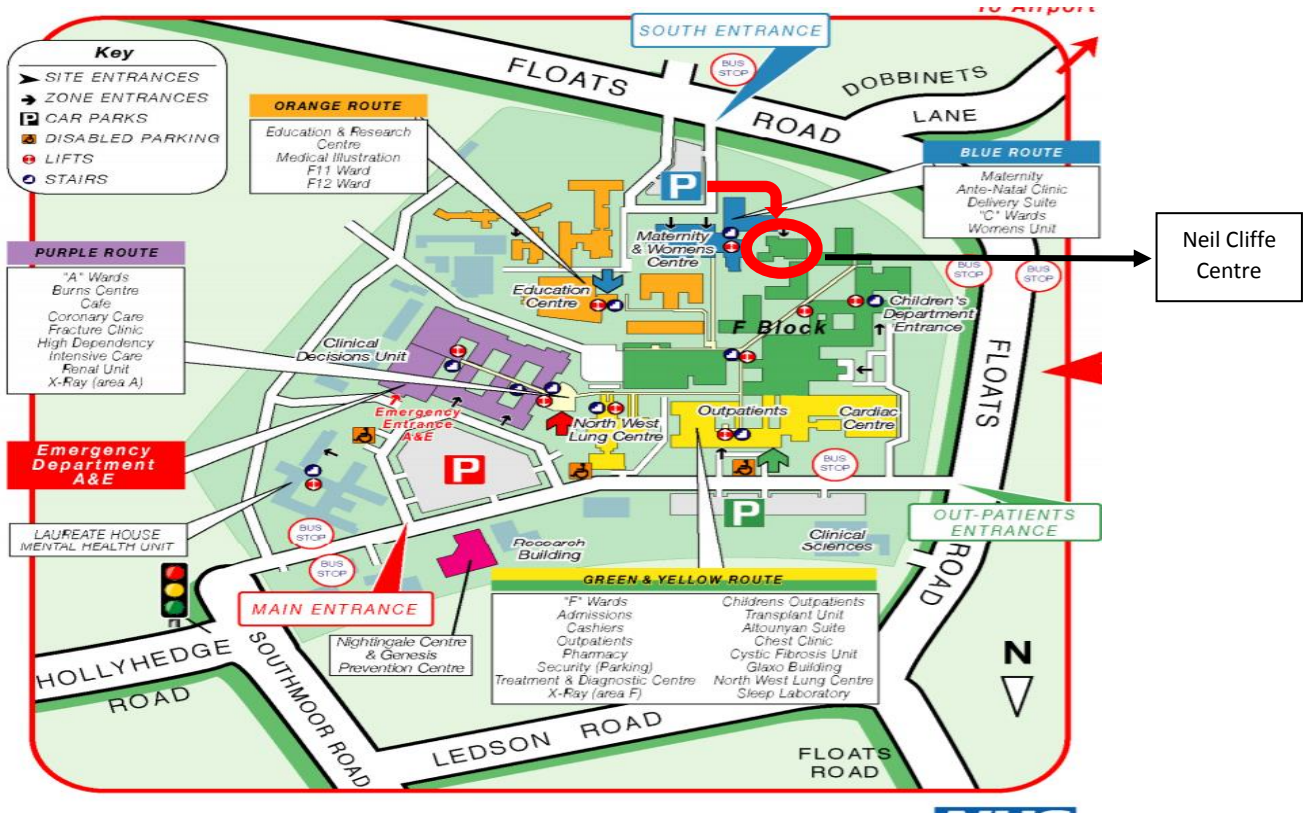 To Airport
SOUTH ENTRANCE
BUS
STOP
FLOATS
ROAD
DOBBINETS
LANE
Key
SITE ENTRANCES
ZONE ENTRANCES
P CAR PARKS
DISABLED PARKING
LIFTS
STAIRS
ORANGE ROUTE
Education & Research
Centre
Medical Illustration
F11 Ward
F12 Ward
BLUE ROUTE
Maternity
Ante-Natal Clinic
Delivery Suite
"C" Wards
Womens Unit
P
Neil Cliffe
Centre
Maternity
& Womens
Centre
PURPLE ROUTE
"A" Wards
Burns Centre
Cafe
Coronary Care
Fracture Clinic
High Dependency
Intensive Care
Renal Unit
X-Ray (area A)
BUS
STOP
BUS
STOP
Education
Centre
Children's
Department
Entrance
F Block
Clinical
Decisions Unit
FLOATS
ROAD
Emergency
Entrance
A&E
North West
Lung Centre
Outpatients
Cardiac
Centre
Emergency
Department
A&E
P
BUS
STOP
P
OUT-PATIENTS
ENTRANCE
LAUREATE HOUSE
MENTAL HEALTH UNIT
BUS
STOP
BUS
STOP
Research
Building
Clinical
Sciences
MAIN ENTRANCE
Nightingale Centre
& Genesis
Prevention Centre
GREEN & YELLOW ROUTE
"F" Wards
Admissions
Cashiers
Outpatients
Pharmacy
Security (Parking)
Treatment & Diagnostic Centre
X-Ray (area F)
Childrens Outpatients
Transplant Unit
Altounyan Suite
Chest Clinic
Cystic Fibrosis Unit
Glaxo Building
North West Lung Centre
Sleep Laboratory
N
HOLLYHEDGE
ROAD
SOUTHMOOR ROAD
LEDSON ROAD
FLOATS
ROAD
NHS